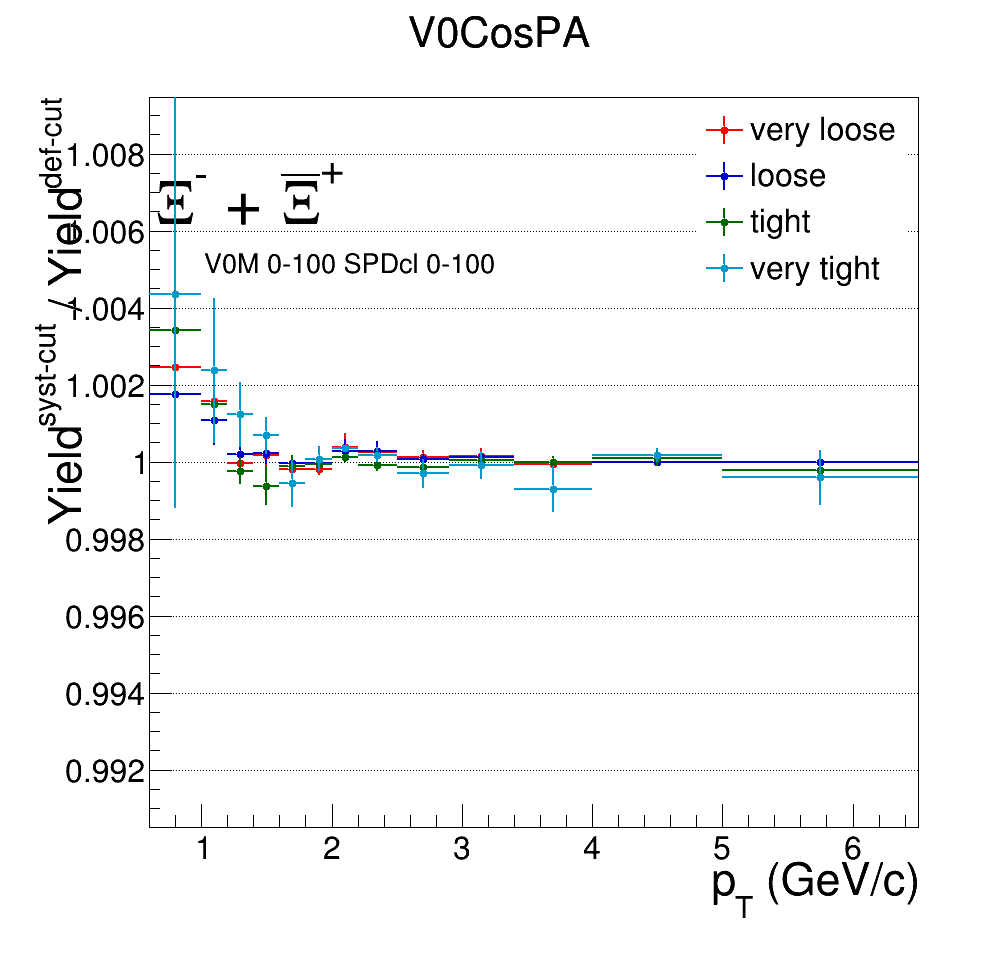 V0CosPA
Yield^syst-cut / Yield^def-cut
Ξ^- + Ξ̅^+
V0M 0-100 SPDcl 0-100
very loose
loose
tight
very tight
1.008
1.006
1.004
1.002
1
0.998
0.996
0.994
0.992
1 2 3 4 5 6
p_T (GeV/c)